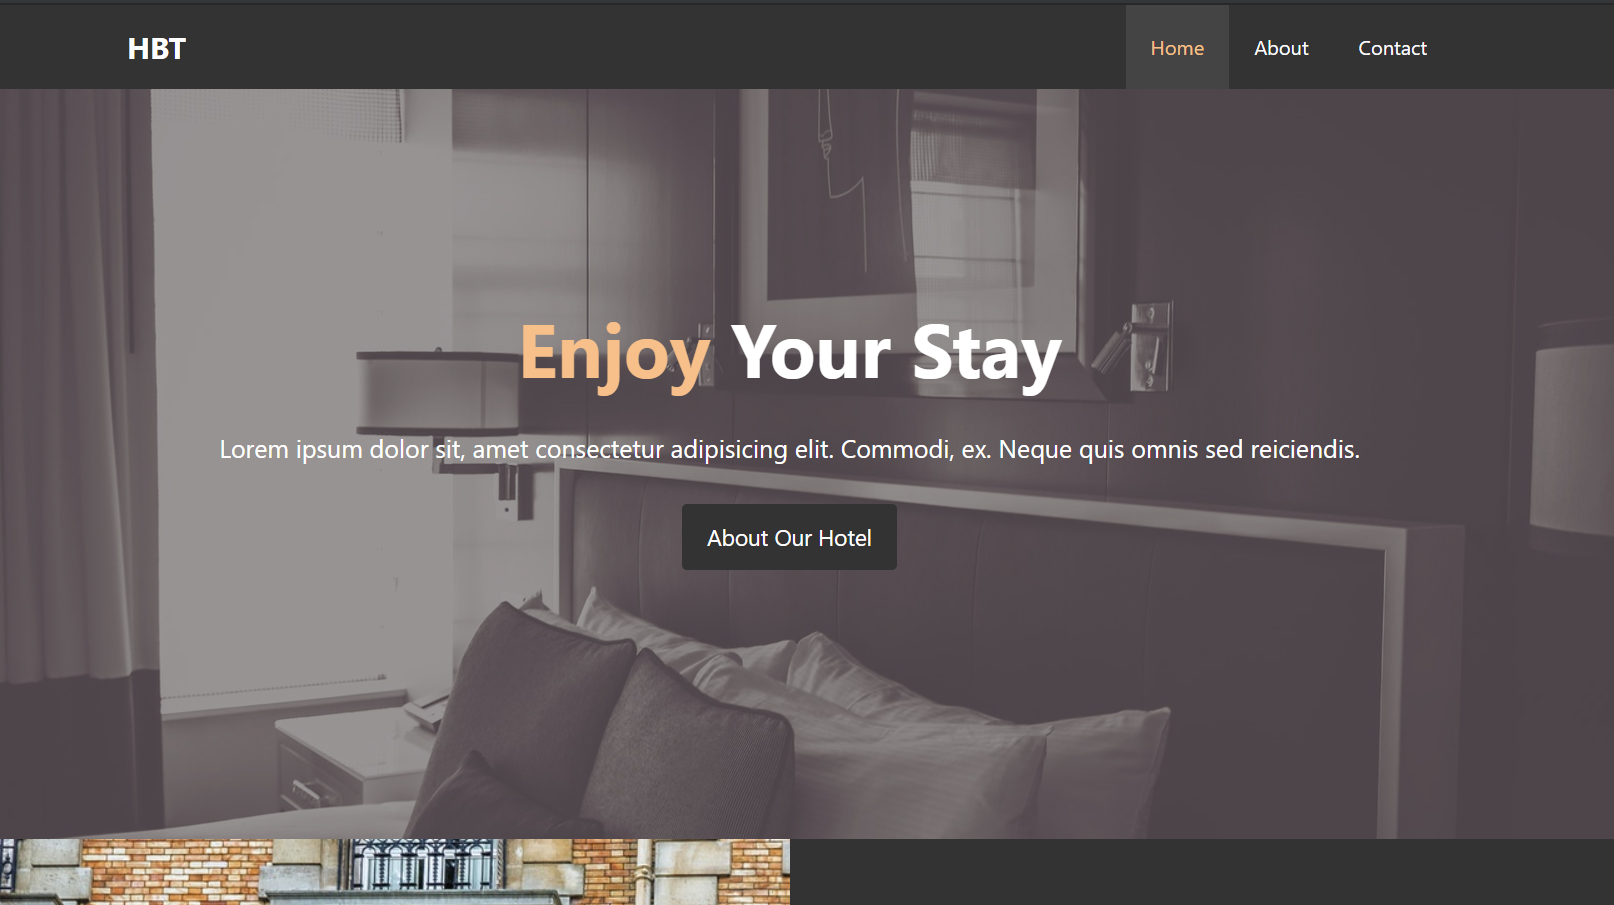 HBT
Home About Contact
Enjoy Your Stay
Lorem ipsum dolor sit, amet consectetur adipisicing elit. Commodi, ex. Neque quis omnis sed reiciendis.
About Our Hotel